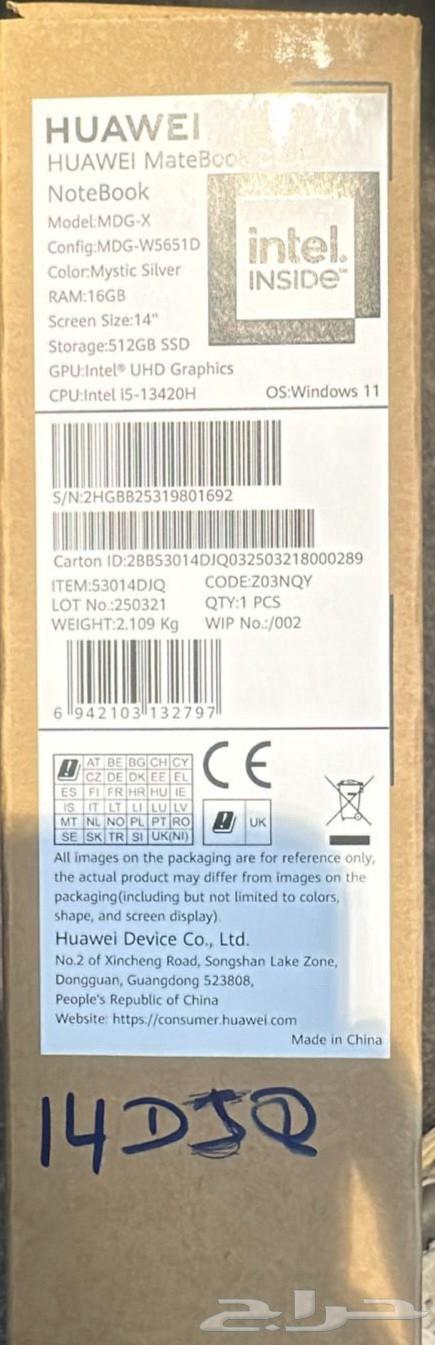 HUAWEI
HUAWEI MateBook
NoteBook
Model:MDG-X
Config:MDG-W5651D
Color:Mystic Silver
RAM:16GB
Screen Size:14"
Storage:512GB SSD
GPU:Intel® UHD Graphics
CPU:Intel i5-13420H OS:Windows 11
intel.
INSIDE™
S/N:2HGBB25319801692
Carton ID:2BB53014DJQ032503218000289
ITEM:53014DJQ CODE:Z03NQY
LOT No.:250321 QTY:1 PCS
WEIGHT:2.109 Kg WIP No.:/002
6 942103 132797
AT BE BG CH CY
CZ DE DK EE EL
ES FI FR HR HU IE
IS IT LT LI LU LV
MT NL NO PL PT RO
SE SK TR SI UK(NI)
CE
UK
All images on the packaging are for reference only,
the actual product may differ from images on the
packaging(including but not limited to colors,
shape, and screen display).
Huawei Device Co., Ltd.
No.2 of Xincheng Road, Songshan Lake Zone,
Dongguan, Guangdong 523808,
People's Republic of China
Website: https://consumer.huawei.com
Made in China
14DJQ
حراج